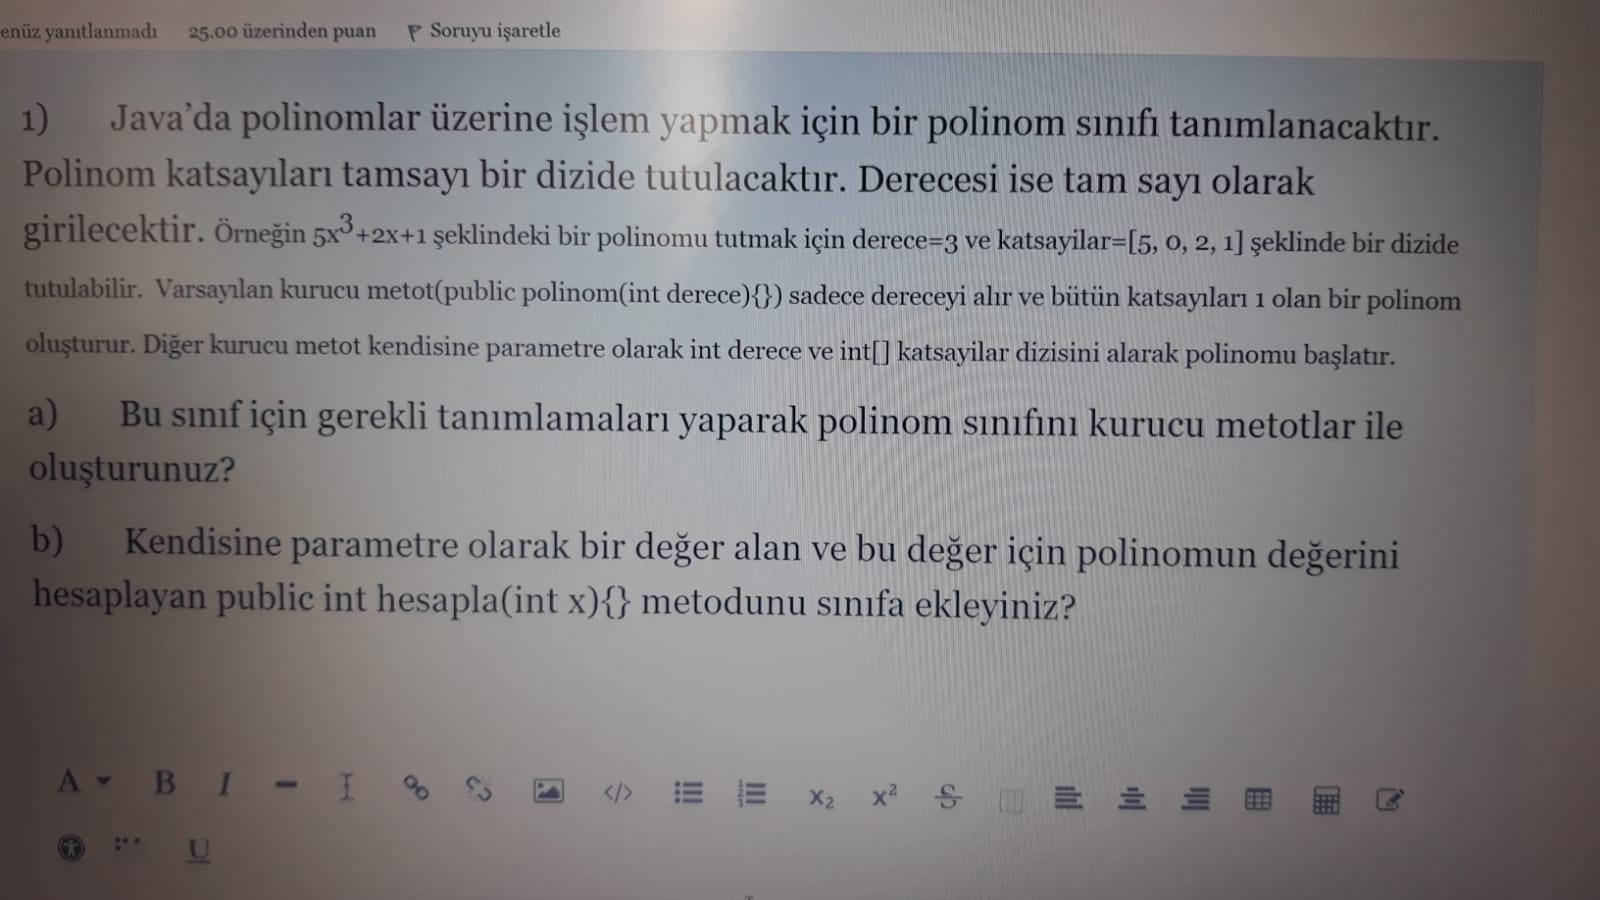 enüz yanıtlanmadı 25.00 üzerinden puan Soruyu işaretle
1) Java'da polinomlar üzerine işlem yapmak için bir polinom sınıfı tanımlanacaktır.
Polinom katsayıları tamsayı bir dizide tutulacaktır. Derecesi ise tam sayı olarak
girilecektir. Örneğin 5x³+2x+1 şeklindeki bir polinomu tutmak için derece=3 ve katsayilar=[5, 0, 2, 1] şeklinde bir dizide
tutulabilir. Varsayılan kurucu metot(public polinom(int derece){}) sadece dereceyi alır ve bütün katsayıları 1 olan bir polinom
oluşturur. Diğer kurucu metot kendisine parametre olarak int derece ve int[] katsayilar dizisini alarak polinomu başlatır.
a) Bu sınıf için gerekli tanımlamaları yaparak polinom sınıfını kurucu metotlar ile
oluşturunuz?
b) Kendisine parametre olarak bir değer alan ve bu değer için polinomun değerini
hesaplayan public int hesapla(int x){} metodunu sınıfa ekleyiniz?
A B I </> x₂ x² S
U